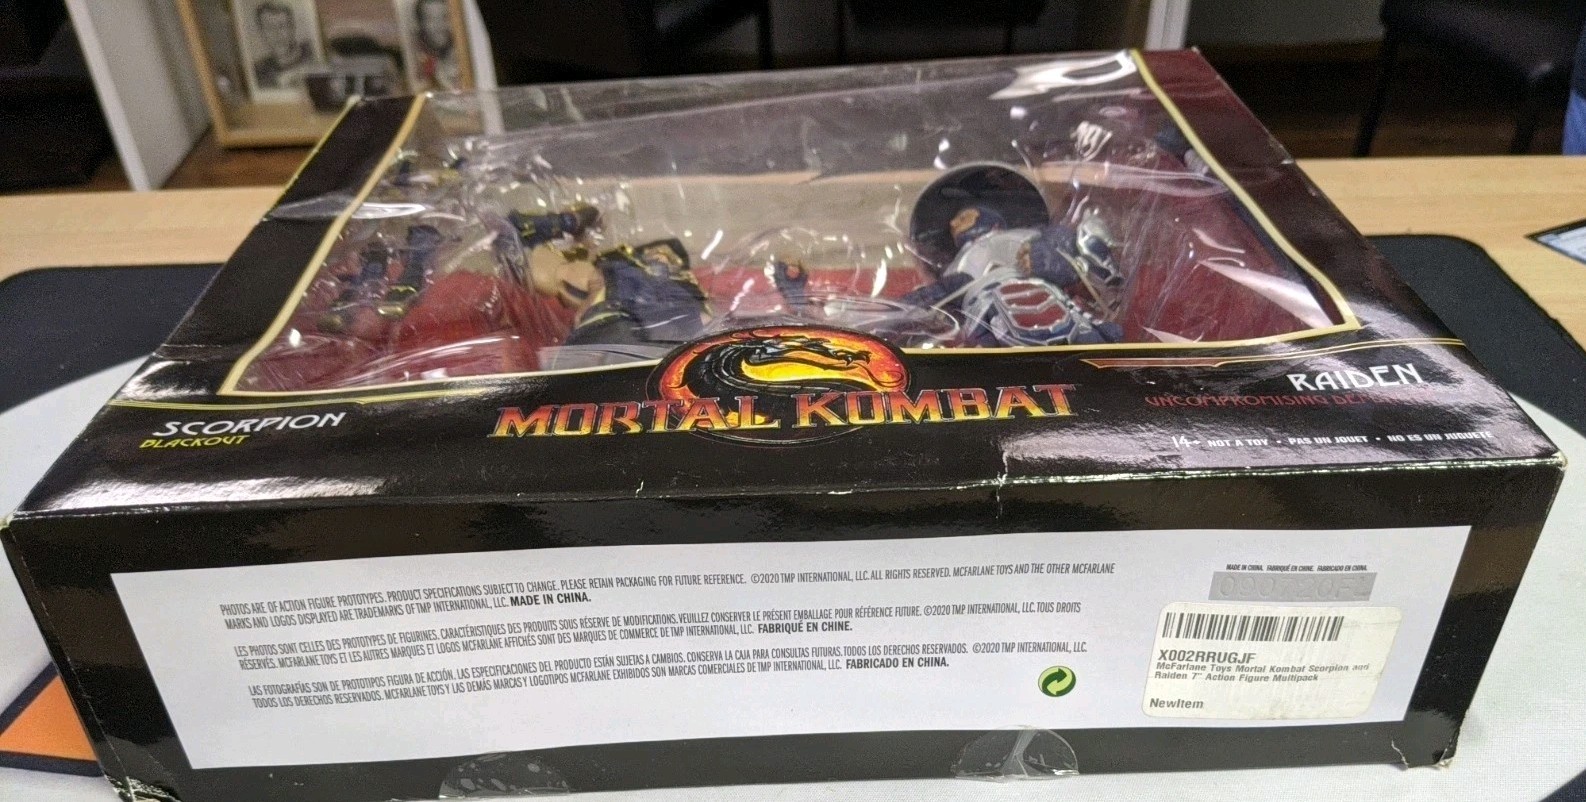 SCORPION
BLACKOUT
MORTAL KOMBAT
RAIDEN
UNCOMPROMISING
14+ NOT A TOY • PAS UN JOUET • NO ES UN JUGUETE
PHOTOS ARE OF ACTION FIGURE PROTOTYPES. PRODUCT SPECIFICATIONS SUBJECT TO CHANGE. PLEASE RETAIN PACKAGING FOR FUTURE REFERENCE. ©2020 TMP INTERNATIONAL, LLC. ALL RIGHTS RESERVED. MCFARLANE TOYS AND THE OTHER MCFARLANE
MARKS AND LOGOS DISPLAYED ARE TRADEMARKS OF TMP INTERNATIONAL, LLC. MADE IN CHINA.
LES PHOTOS SONT CELLES DES PROTOTYPES DE FIGURINES. CARACTÉRISTIQUES DES PRODUITS SOUS RÉSERVE DE MODIFICATIONS. VEUILLEZ CONSERVER LE PRÉSENT EMBALLAGE POUR RÉFÉRENCE FUTURE. ©2020 TMP INTERNATIONAL, LLC. TOUS DROITS
RÉSERVÉS. MCFARLANE TOYS ET LES AUTRES MARQUES ET LOGOS MCFARLANE AFFICHÉS SONT DES MARQUES DE COMMERCE DE TMP INTERNATIONAL, LLC. FABRIQUÉ EN CHINE.
LAS FOTOGRAFÍAS SON DE PROTOTIPOS FIGURA DE ACCIÓN. LAS ESPECIFICACIONES DEL PRODUCTO ESTÁN SUJETAS A CAMBIOS. CONSERVA LA CAJA PARA CONSULTAS FUTURAS. TODOS LOS DERECHOS RESERVADOS. ©2020 TMP INTERNATIONAL, LLC.
TODOS LOS DERECHOS RESERVADOS. MCFARLANE TOYS Y LAS DEMÁS MARCAS Y LOGOTIPOS MCFARLANE EXHIBIDOS SON MARCAS COMERCIALES DE TMP INTERNATIONAL, LLC. FABRICADO EN CHINA.
MADE IN CHINA. FABRIQUÉ EN CHINE. FABRICADO EN CHINA.
X002RRUGJF
McFarlane Toys Mortal Kombat Scorpion and
Raiden 7" Action Figure Multipack
NewItem